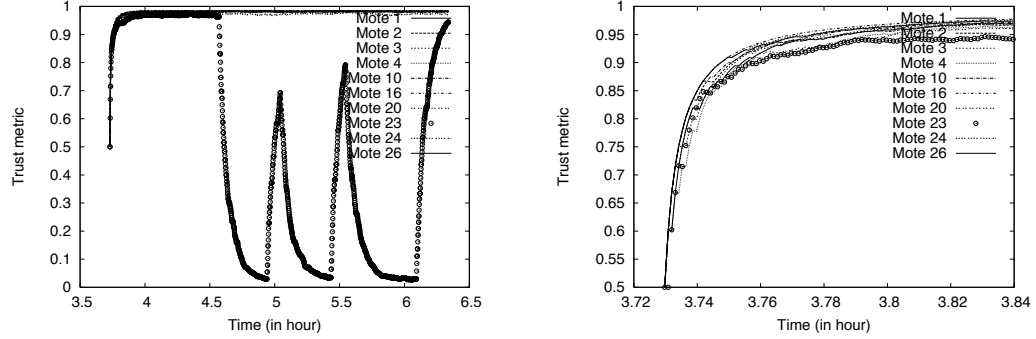 1
0.9
0.8
0.7
0.6
0.5
0.4
0.3
0.2
0.1
0
Trust metric
3.5 4 4.5 5 5.5 6 6.5
Time (in hour)
Mote 1
Mote 2
Mote 3
Mote 4
Mote 10
Mote 16
Mote 20
Mote 23
Mote 24
Mote 26
1
0.95
0.9
0.85
0.8
0.75
0.7
0.65
0.6
0.55
0.5
Trust metric
3.72 3.74 3.76 3.78 3.8 3.82 3.84
Time (in hour)
Mote 1
Mote 2
Mote 3
Mote 4
Mote 10
Mote 16
Mote 20
Mote 23
Mote 24
Mote 26